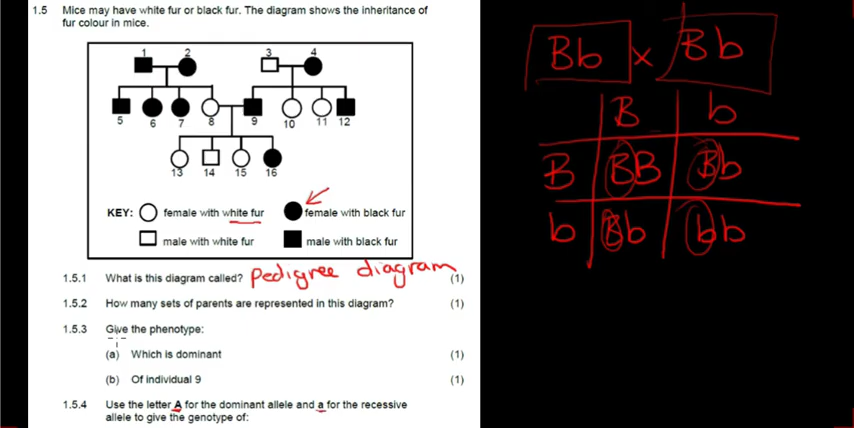 1.5 Mice may have white fur or black fur. The diagram shows the inheritance of
fur colour in mice.
1 2 3 4
5 6 7 8 9 10 11 12
13 14 15 16
KEY: female with white fur female with black fur
male with white fur male with black fur
1.5.1 What is this diagram called? pedigree diagram (1)
1.5.2 How many sets of parents are represented in this diagram? (1)
1.5.3 Give the phenotype:
(a) Which is dominant (1)
(b) Of individual 9 (1)
1.5.4 Use the letter A for the dominant allele and a for the recessive
allele to give the genotype of:
Bb x Bb
B b
B BB Bb
b Bb bb